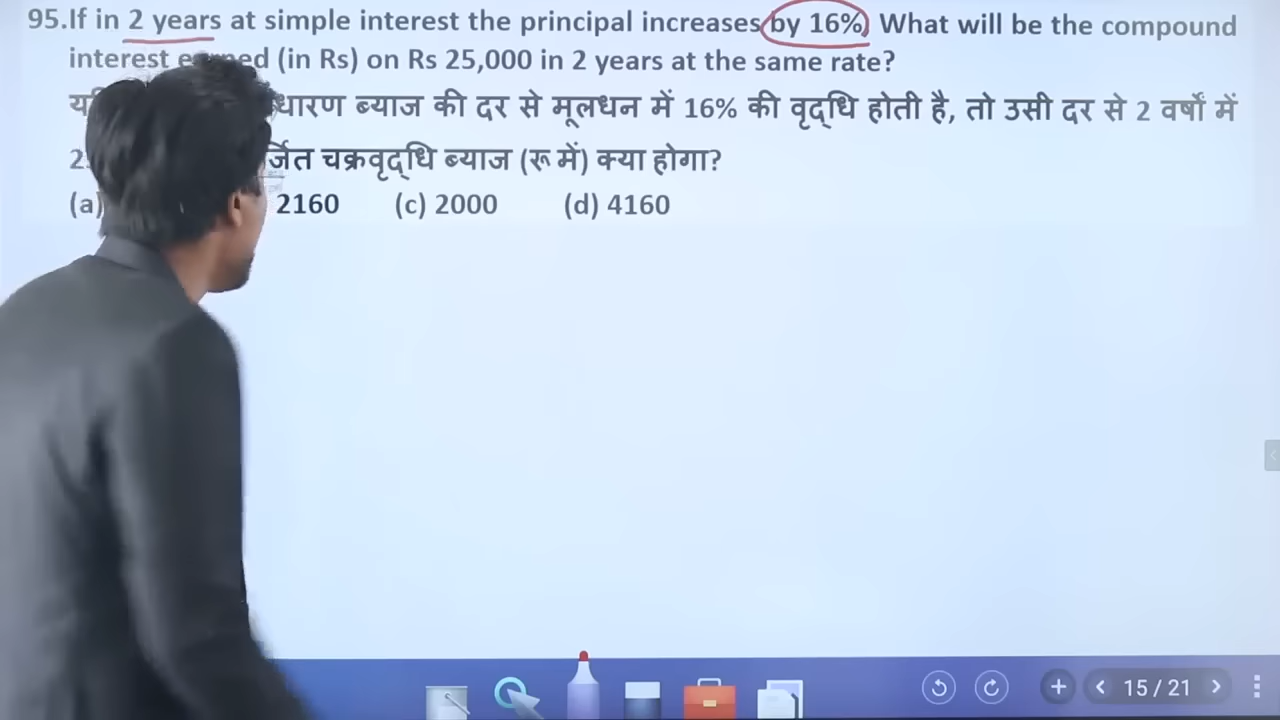 95.If in 2 years at simple interest the principal increases by 16%. What will be the compound
interest earned (in Rs) on Rs 25,000 in 2 years at the same rate?
ब्याज की दर से मूलधन में 16% की वृद्धि होती है, तो उसी दर से 2 वर्षों में
चक्रवृद्धि ब्याज (रू में) क्या होगा?
(a) 2160 (c) 2000 (d) 4160
15 / 21